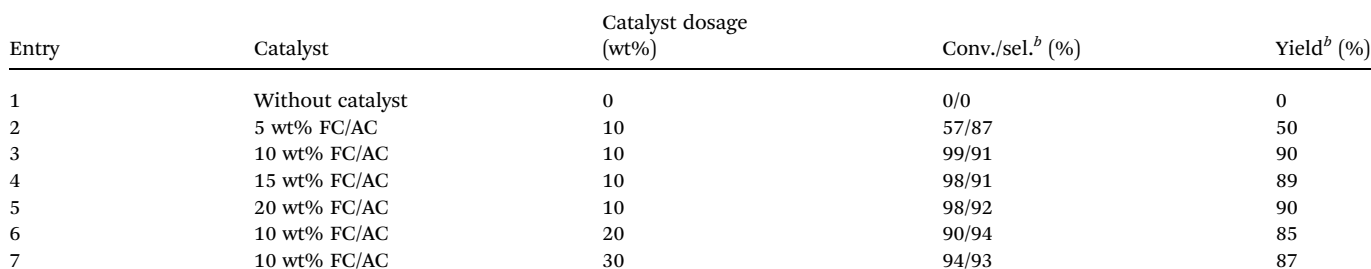 Catalyst dosage
Entry Catalyst (wt%) Conv./sel.b (%) Yieldb (%)
1 Without catalyst 0 0/0 0
2 5 wt% FC/AC 10 57/87 50
3 10 wt% FC/AC 10 99/91 90
4 15 wt% FC/AC 10 98/91 89
5 20 wt% FC/AC 10 98/92 90
6 10 wt% FC/AC 20 90/94 85
7 10 wt% FC/AC 30 94/93 87